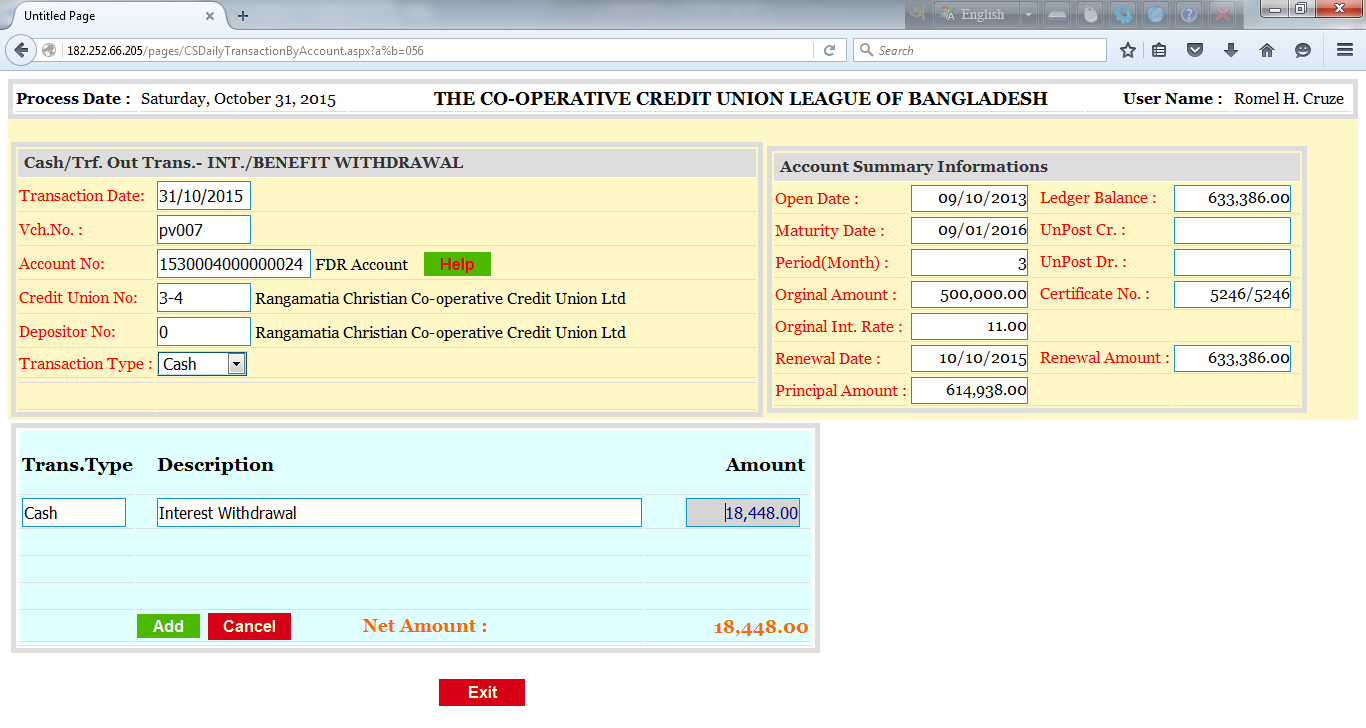 Untitled Page
English
182.252.66.205/pages/CSDailyTransactionByAccount.aspx?a%b=056
Search
Process Date : Saturday, October 31, 2015 THE CO-OPERATIVE CREDIT UNION LEAGUE OF BANGLADESH User Name : Romel H. Cruze
Cash/Trf. Out Trans.- INT./BENEFIT WITHDRAWAL
Transaction Date: 31/10/2015
Vch.No. : pv007
Account No: 1530004000000024 FDR Account Help
Credit Union No: 3-4 Rangamatia Christian Co-operative Credit Union Ltd
Depositor No: 0 Rangamatia Christian Co-operative Credit Union Ltd
Transaction Type : Cash
Account Summary Informations
Open Date : 09/10/2013 Ledger Balance : 633,386.00
Maturity Date : 09/01/2016 UnPost Cr. :
Period(Month) : 3 UnPost Dr. :
Orginal Amount : 500,000.00 Certificate No. : 5246/5246
Orginal Int. Rate : 11.00
Renewal Date : 10/10/2015 Renewal Amount : 633,386.00
Principal Amount : 614,938.00
Trans.Type Description Amount
Cash Interest Withdrawal 18,448.00
Add Cancel Net Amount : 18,448.00
Exit